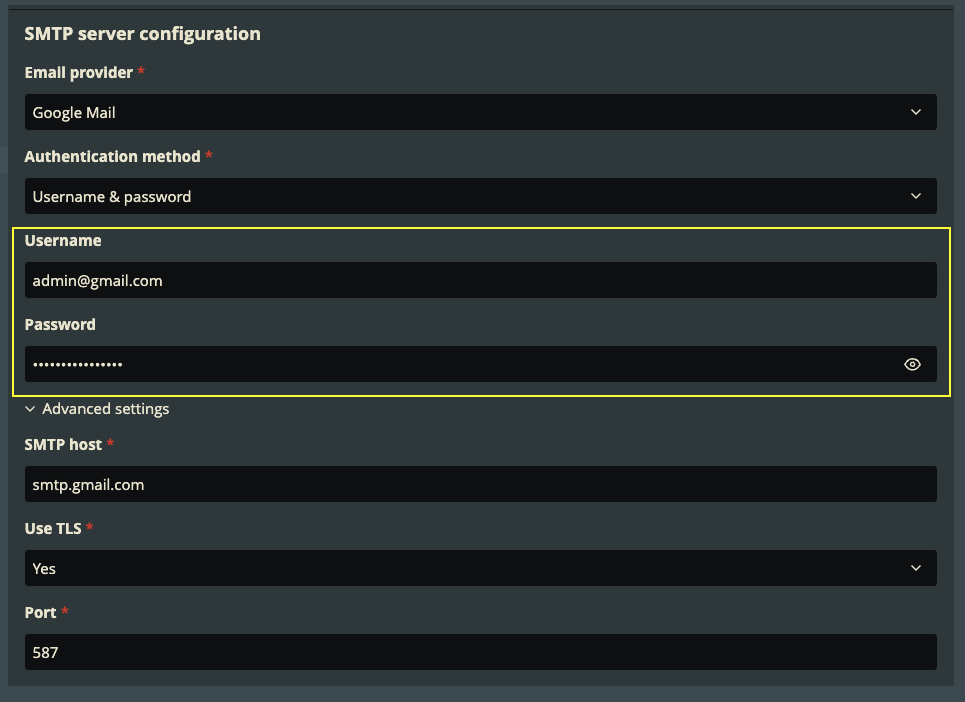 SMTP server configuration
Email provider *
Google Mail
Authentication method *
Username & password
Username
admin@gmail.com
Password
••••••••••••••••
Advanced settings
SMTP host *
smtp.gmail.com
Use TLS *
Yes
Port *
587